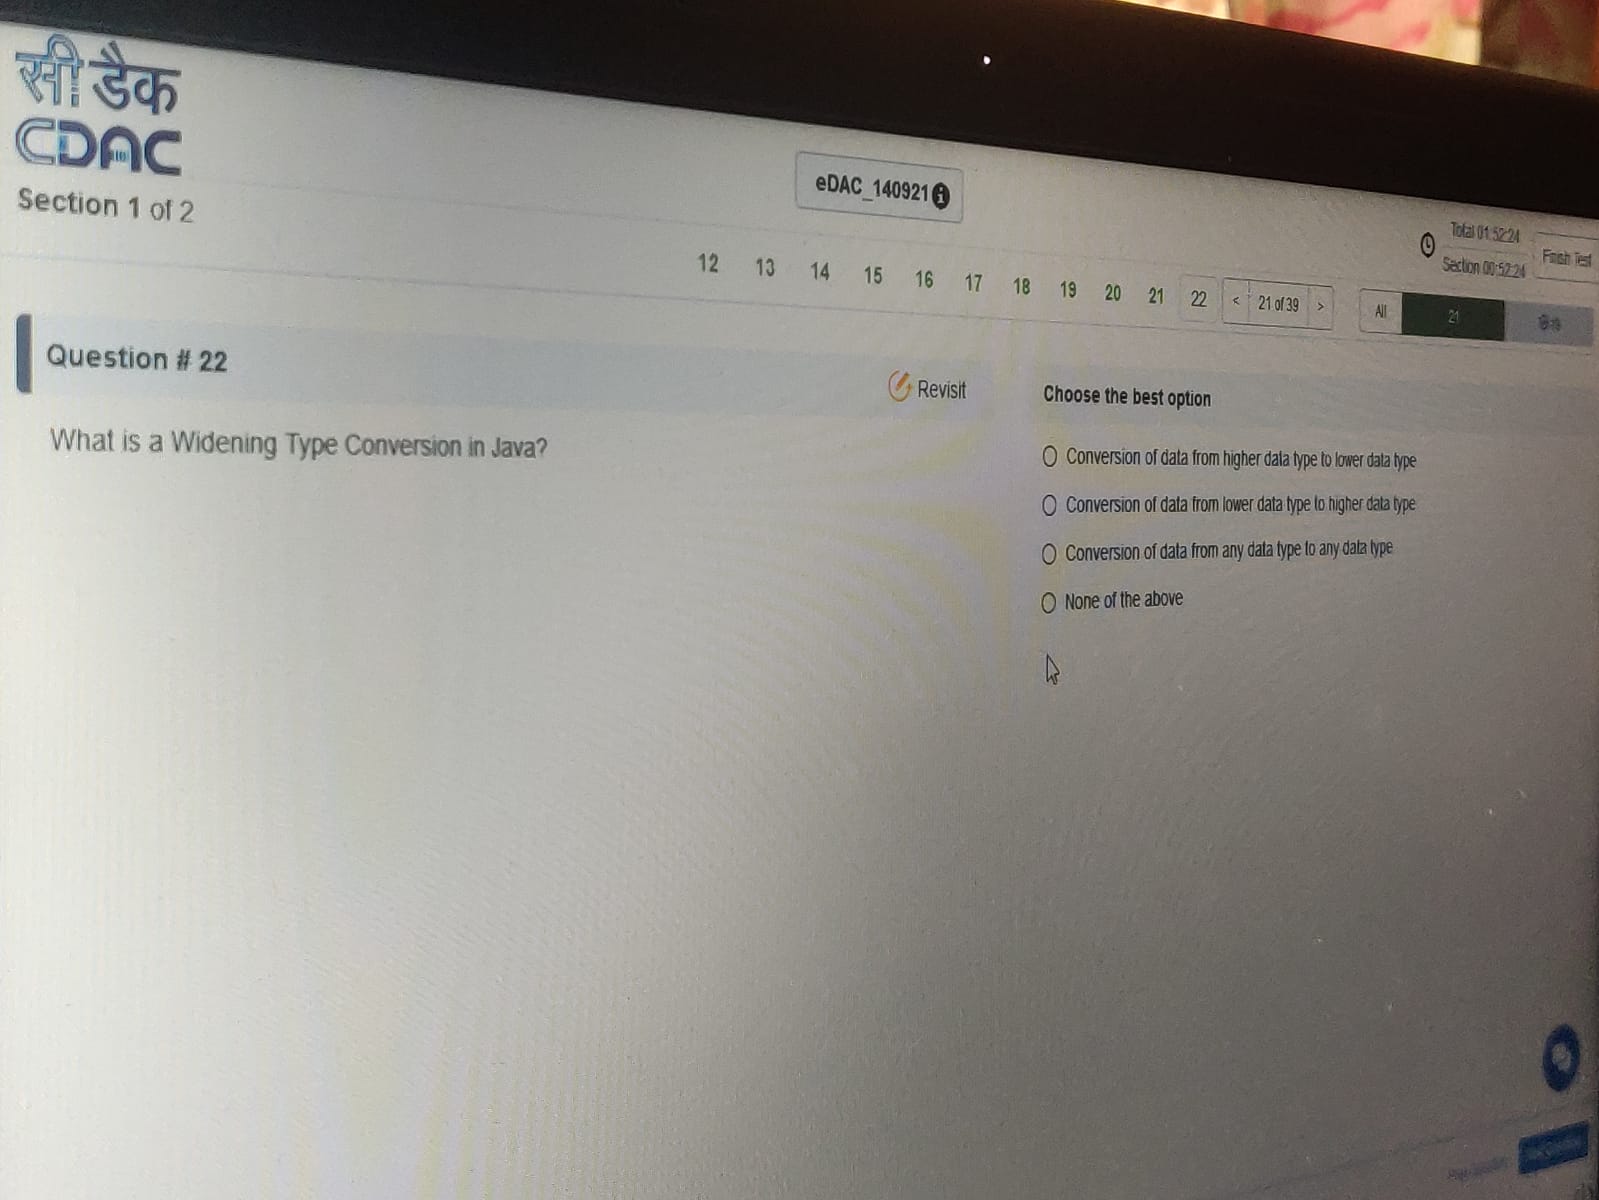 सी डैक
CDAC
Section 1 of 2
eDAC_140921
Total 01:52:24
Section 00:52:24
Finish Test
12 13 14 15 16 17 18 19 20 21 22 < 21 of 39 > All 21
Question # 22
Revisit
What is a Widening Type Conversion in Java?
Choose the best option
Conversion of data from higher data type to lower data type
Conversion of data from lower data type to higher data type
Conversion of data from any data type to any data type
None of the above